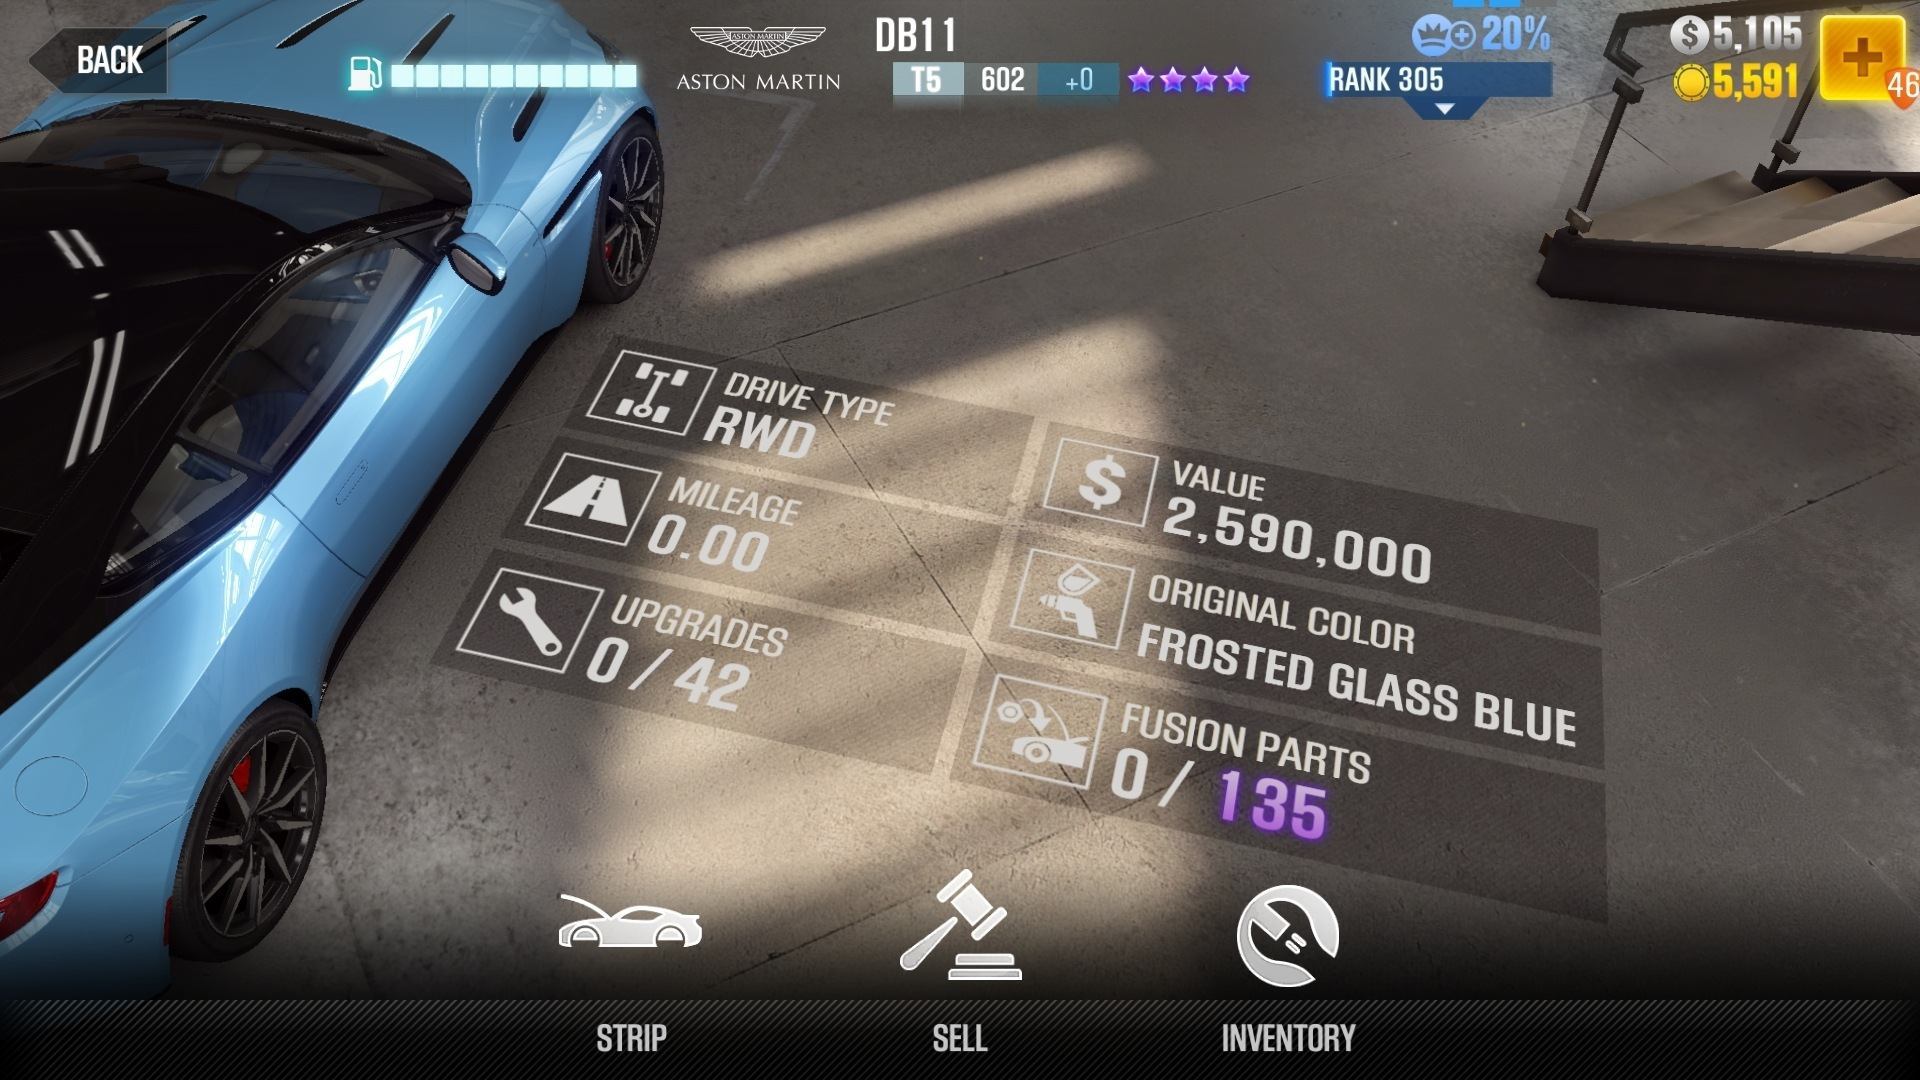 BACK
ASTON MARTIN
ASTON MARTIN
DB11
T5 602 +0
20%
RANK 305
$ 5,105
5,591
46
DRIVE TYPE
RWD
MILEAGE
0.00
UPGRADES
0 / 42
$
VALUE
2,590,000
ORIGINAL COLOR
FROSTED GLASS BLUE
FUSION PARTS
0 / 135
STRIP
SELL
INVENTORY